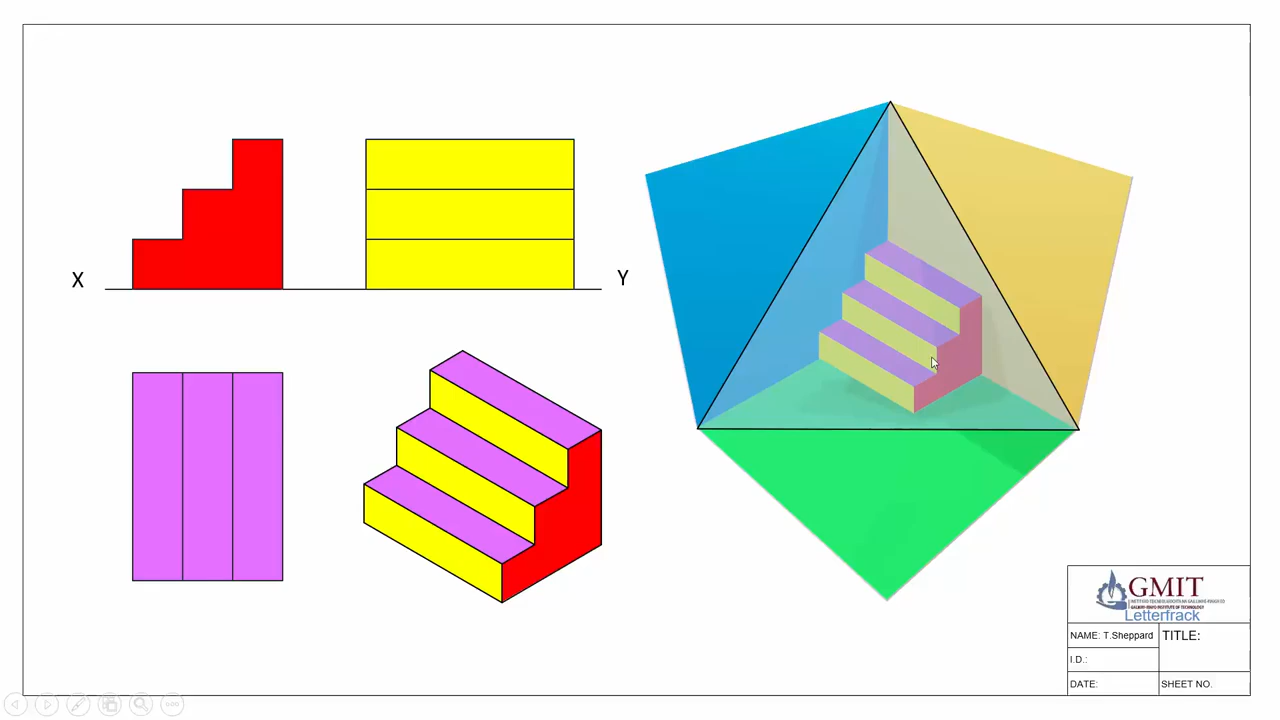 X
Y
GMIT
Letterfrack
NAME: T.Sheppard
TITLE:
I.D.:
DATE:
SHEET NO.